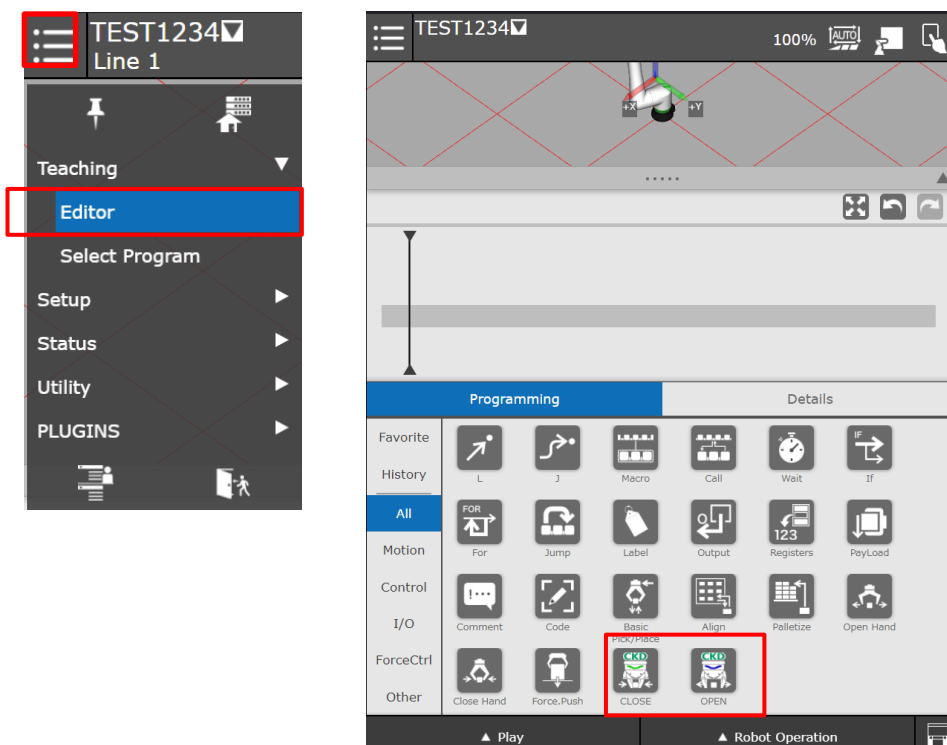 TEST1234
Line 1
Teaching
Editor
Select Program
Setup
Status
Utility
PLUGINS
TEST1234
100%
AUTO
+X
+Y
Programming
Details
Favorite
History
All
Motion
Control
I/O
ForceCtrl
Other
L
J
Macro
Call
Wait
IF
If
FOR
For
Jump
Label
Output
123
Registers
PayLoad
Comment
Code
Basic
Pick/Place
Align
Palletize
Open Hand
Close Hand
Force.Push
CKD
CLOSE
CKD
OPEN
Play
Robot Operation